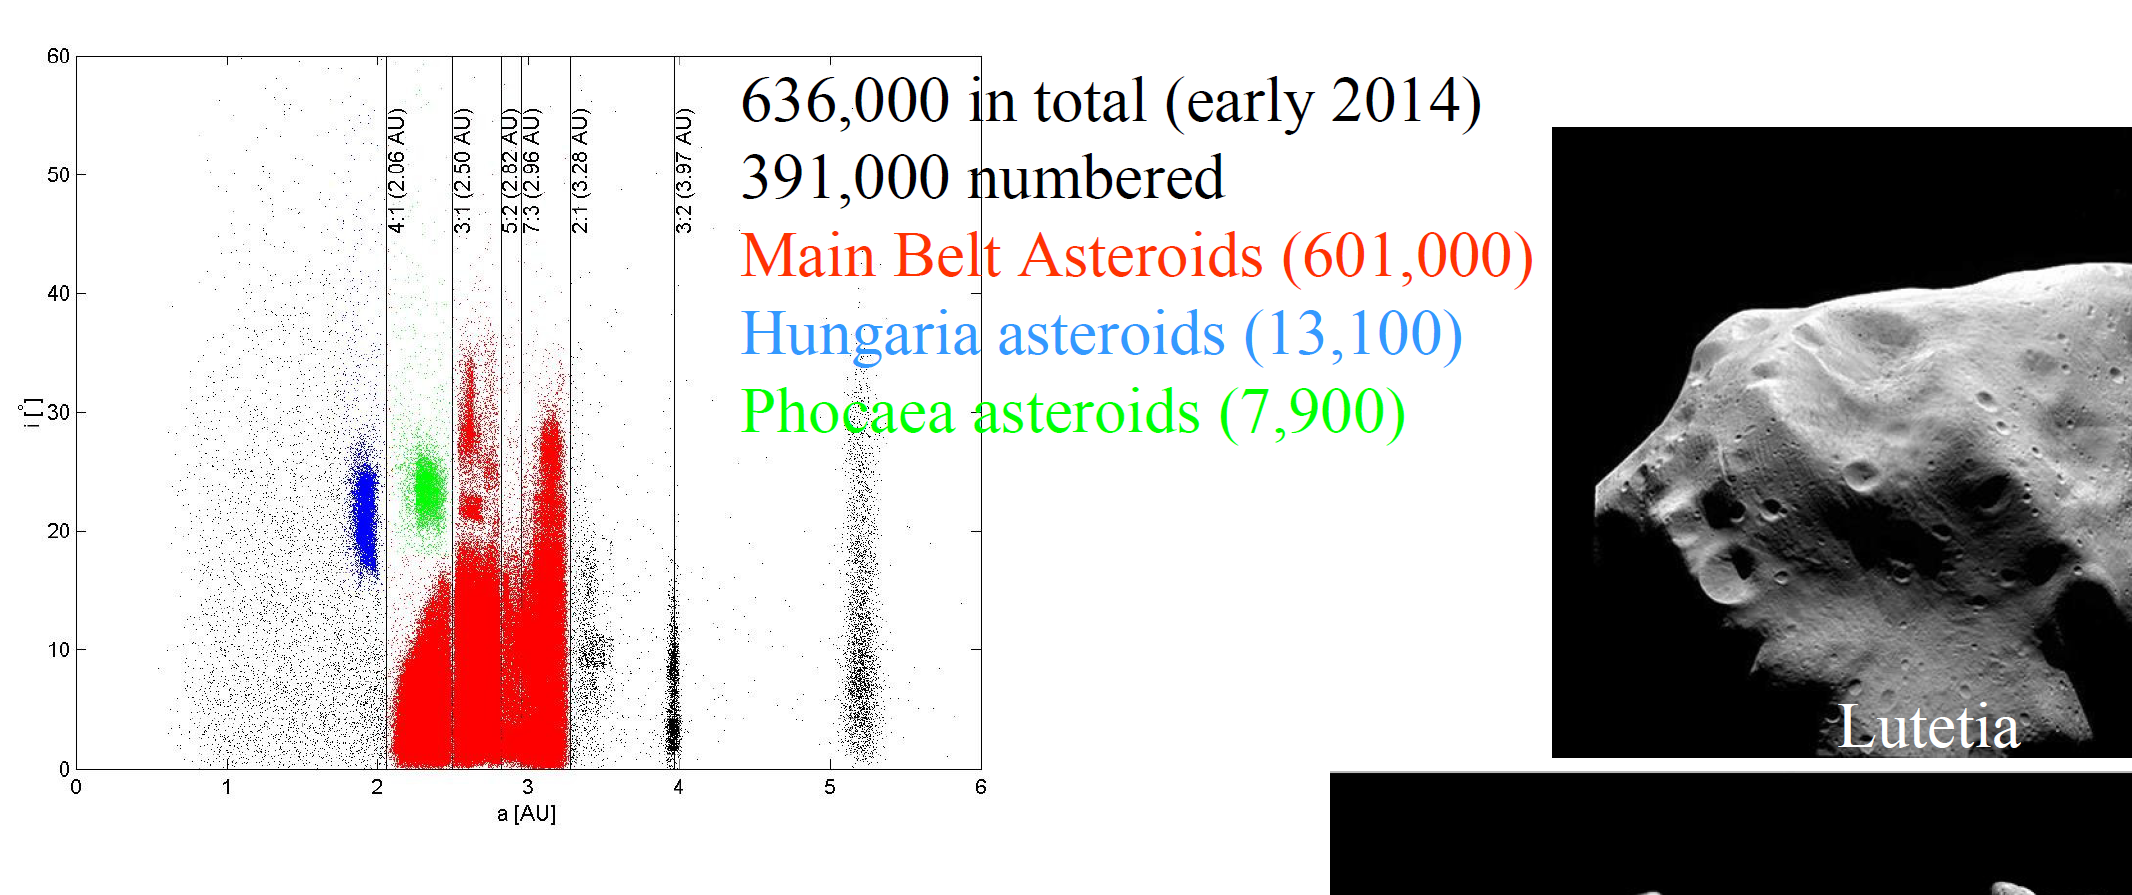 60
50
40
30
20
10
0
i [°]
0 1 2 3 4 5 6
a [AU]
4:1 (2.06 AU)
3:1 (2.50 AU)
5:2 (2.82 AU)
7:3 (2.96 AU)
2:1 (3.28 AU)
3:2 (3.97 AU)
636,000 in total (early 2014)
391,000 numbered
Main Belt Asteroids (601,000)
Hungaria asteroids (13,100)
Phocaea asteroids (7,900)
Lutetia